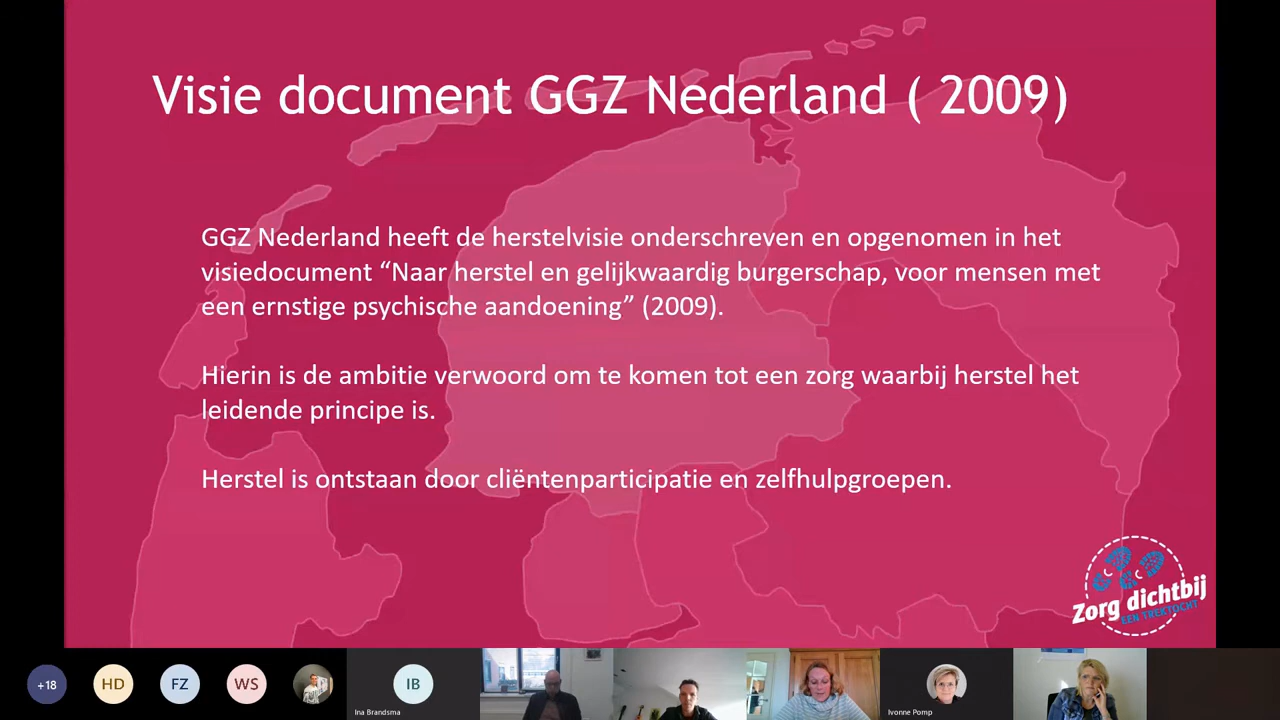 Visie document GGZ Nederland ( 2009)
GGZ Nederland heeft de herstelvisie onderschreven en opgenomen in het
visiedocument “Naar herstel en gelijkwaardig burgerschap, voor mensen met
een ernstige psychische aandoening” (2009).
Hierin is de ambitie verwoord om te komen tot een zorg waarbij herstel het
leidende principe is.
Herstel is ontstaan door cliëntenparticipatie en zelfhulpgroepen.
Zorg dichtbij
EEN TREKTOCHT
+18
HD
FZ
WS
IB
Ina Brandsma
Ivonne Pomp